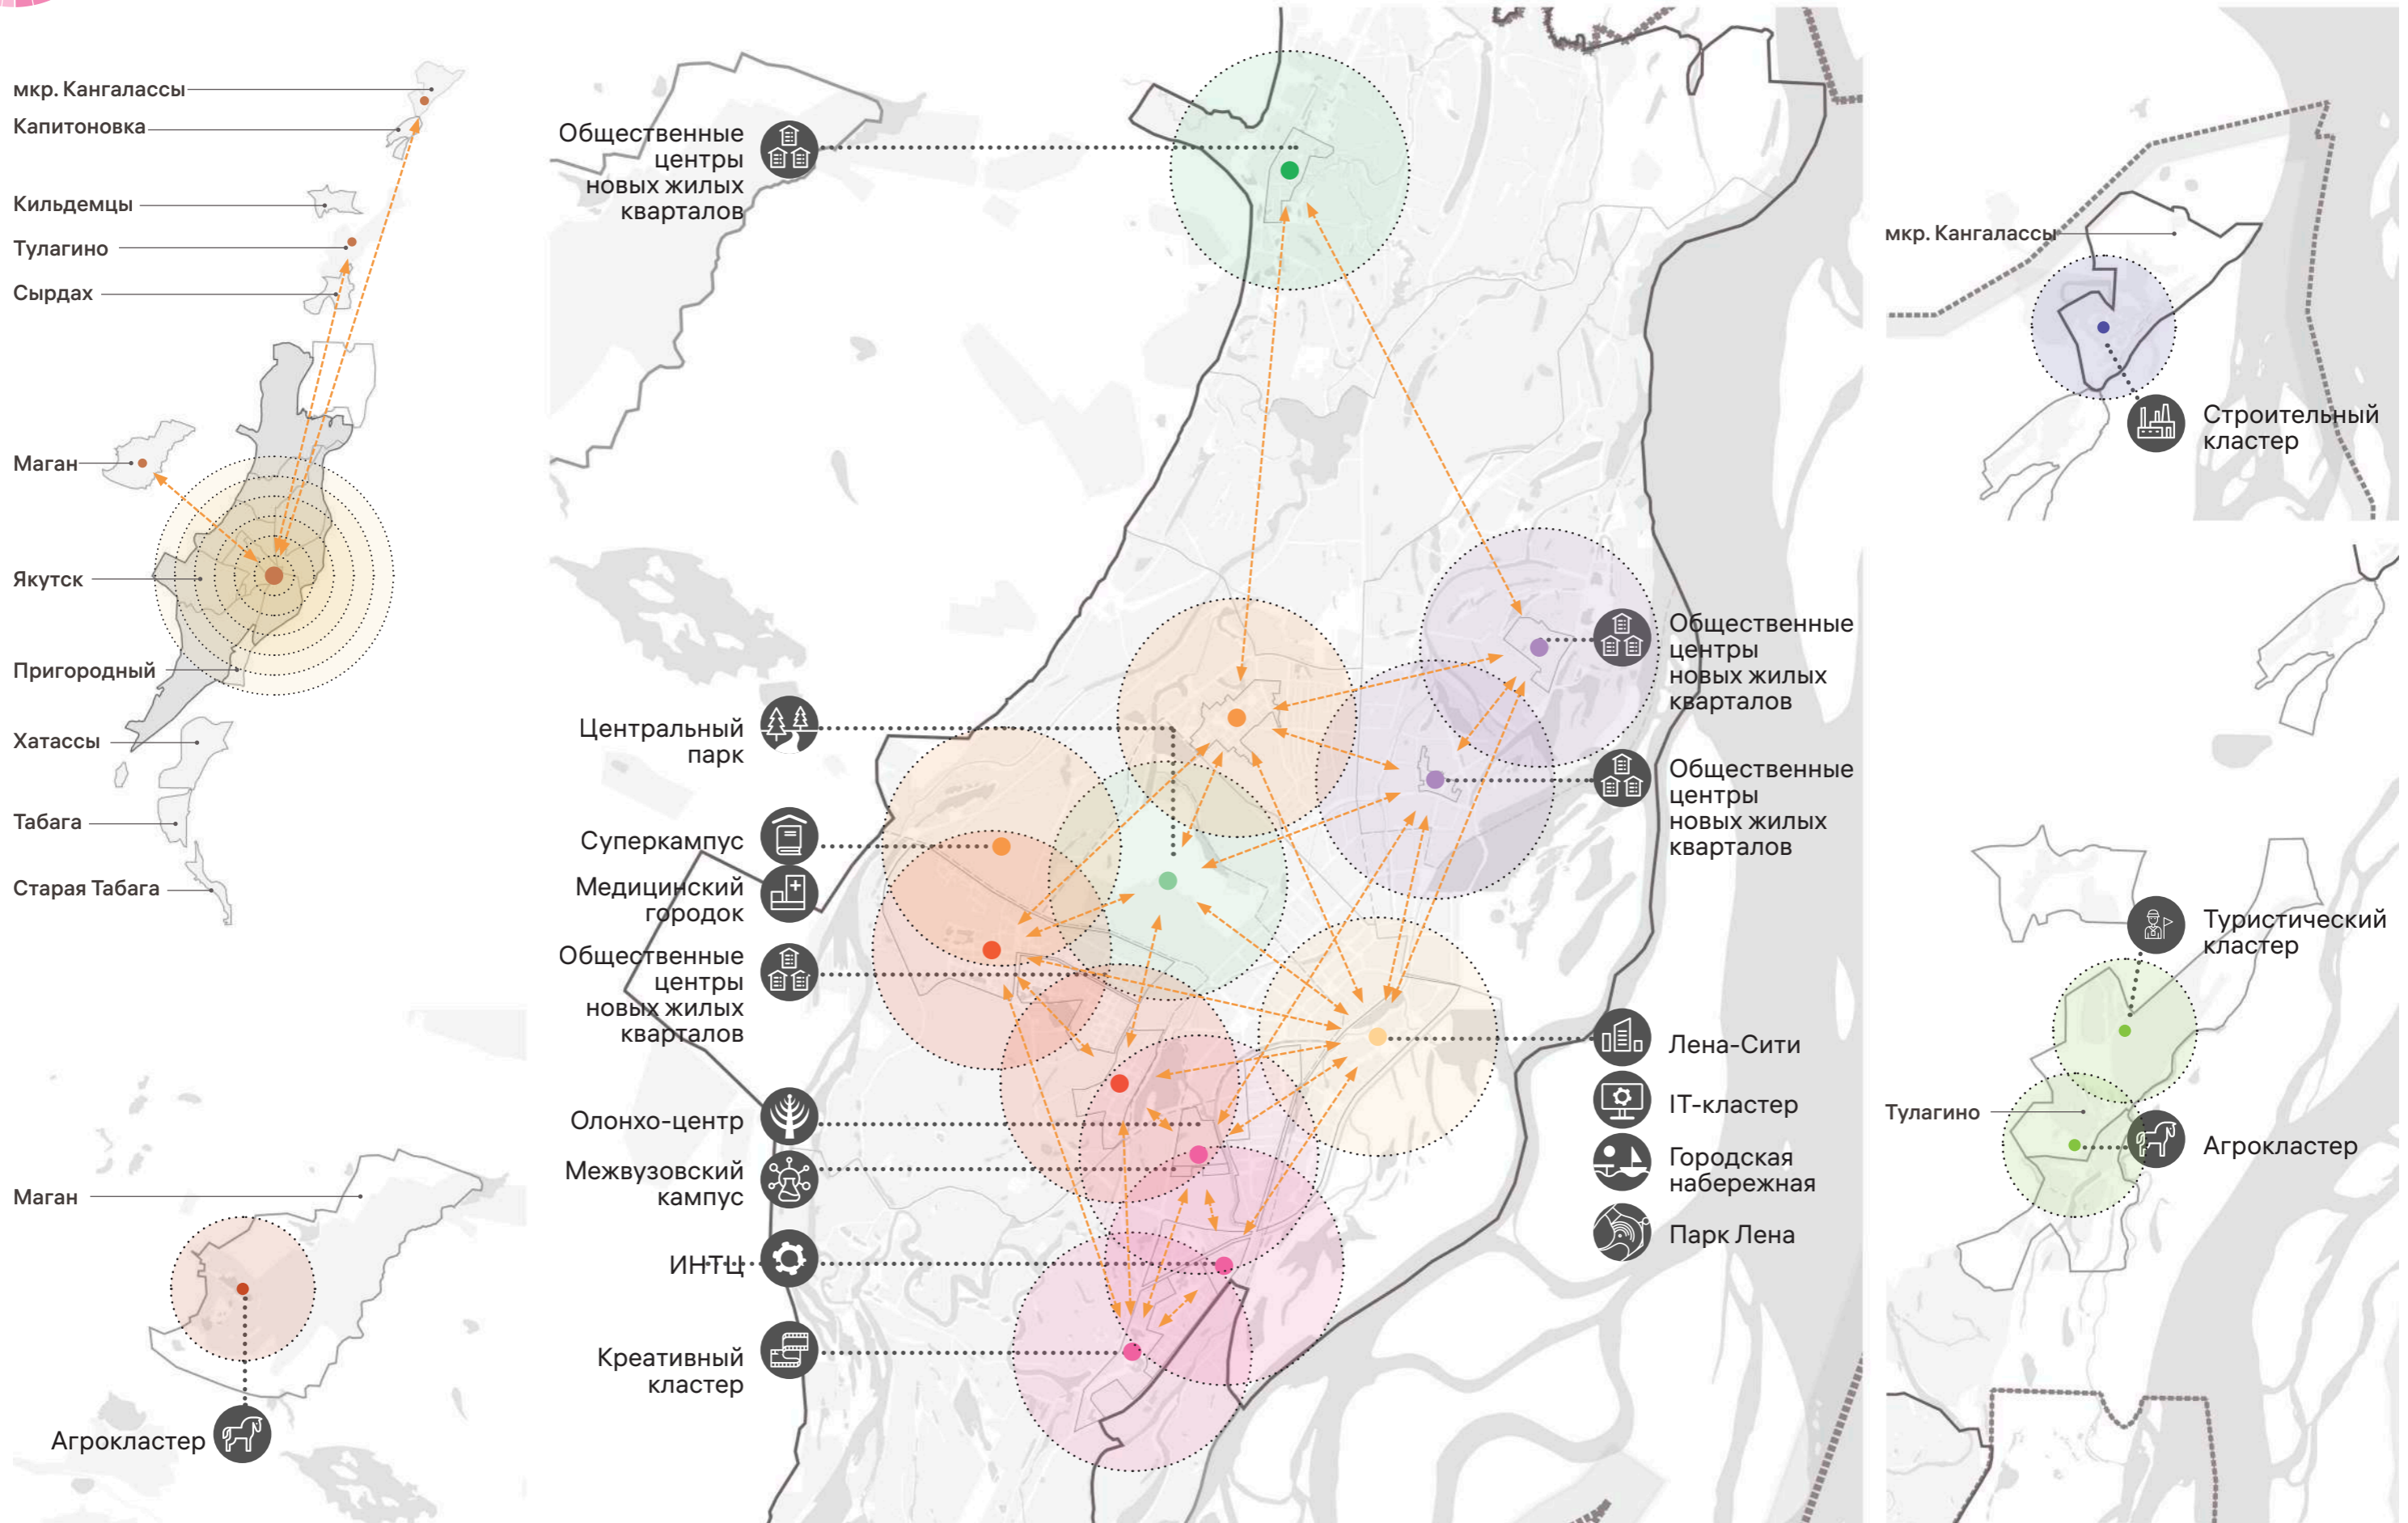 мкр. Кангалассы
Капитоновка
Кильдемцы
Тулагино
Сырдах
Маган
Якутск
Пригородный
Хатассы
Табага
Старая Табага
Маган
Агрокластер
Общественные
центры
новых жилых
кварталов
Центральный
парк
Суперкампус
Медицинский
городок
Общественные
центры
новых жилых
кварталов
Олонхо-центр
Межвузовский
кампус
ИНТЦ
Креативный
кластер
Общественные
центры
новых жилых
кварталов
Общественные
центры
новых жилых
кварталов
Лена-Сити
IT-кластер
Городская
набережная
Парк Лена
мкр. Кангалассы
Строительный
кластер
Туристический
кластер
Тулагино
Агрокластер